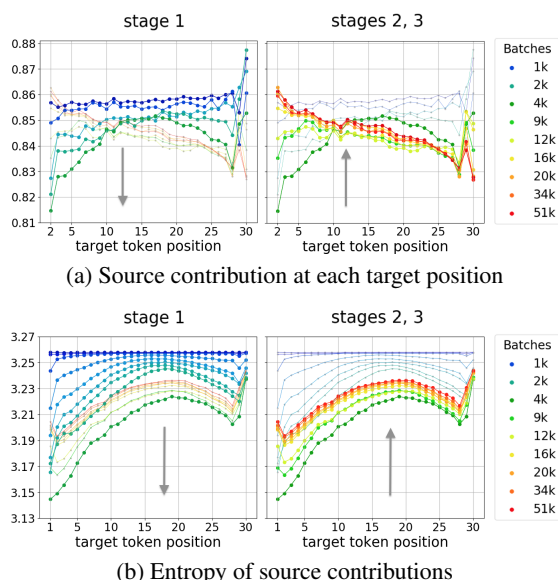 stage 1
stages 2, 3
0.88
0.87
0.86
0.85
0.84
0.83
0.82
0.81
2 5 10 15 20 25 30
2 5 10 15 20 25 30
target token position
target token position
Batches
1k
2k
4k
9k
12k
16k
20k
34k
51k
(a) Source contribution at each target position
stage 1
stages 2, 3
3.27
3.25
3.23
3.21
3.19
3.17
3.15
3.13
1 5 10 15 20 25 30
1 5 10 15 20 25 30
target token position
target token position
Batches
1k
2k
4k
9k
12k
16k
20k
34k
51k
(b) Entropy of source contributions